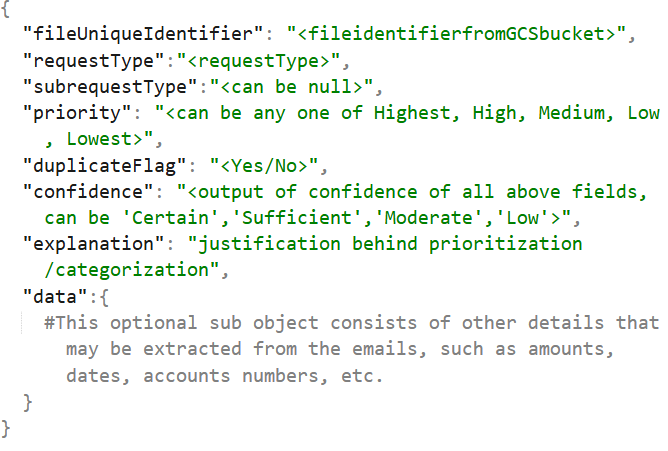 {
"fileUniqueIdentifier": "<fileidentifierfromGCSbucket>",
"requestType":"<requestType>",
"subrequestType":"<can be null>",
"priority": "<can be any one of Highest, High, Medium, Low
, Lowest>",
"duplicateFlag": "<Yes/No>",
"confidence": "<output of confidence of all above fields,
can be 'Certain','Sufficient','Moderate','Low'>",
"explanation": "justification behind prioritization
/categorization",
"data":{
#This optional sub object consists of other details that
may be extracted from the emails, such as amounts,
dates, accounts numbers, etc.
}
}